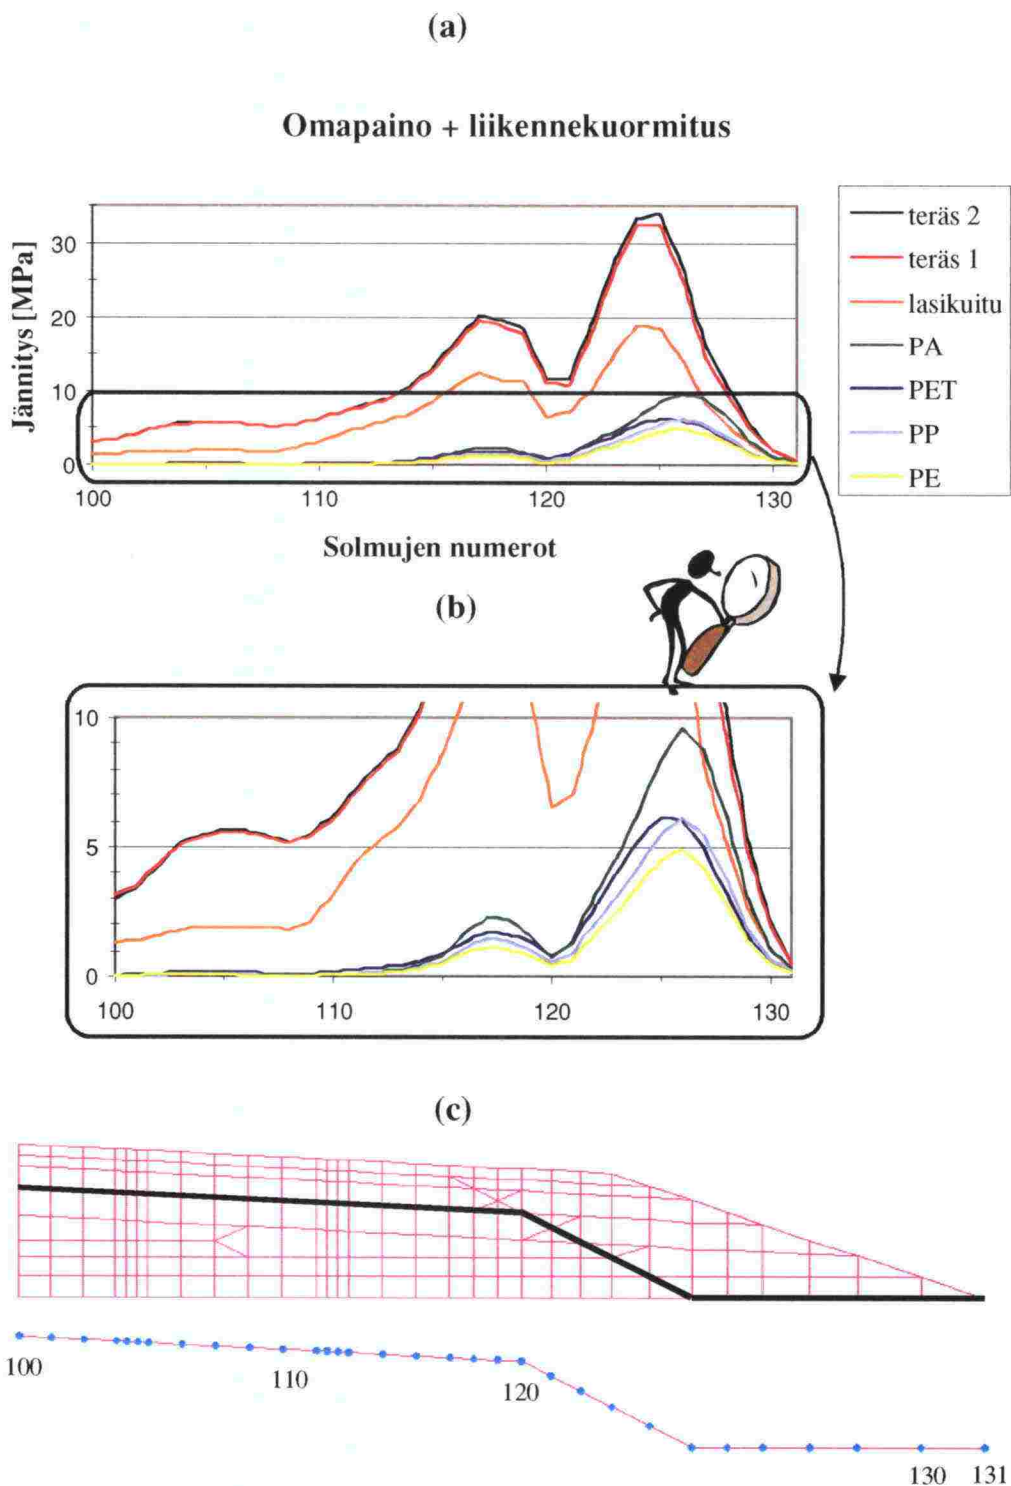 (a)
Omapaino + liikennekuormitus
Jännitys [MPa]
30
20
10
0
100
110
120
130
Solmujen numerot
teräs 2
teräs 1
lasikuitu
PA
PET
PP
PE
(b)
10
5
0
100
110
120
130
(c)
100
110
120
130
131